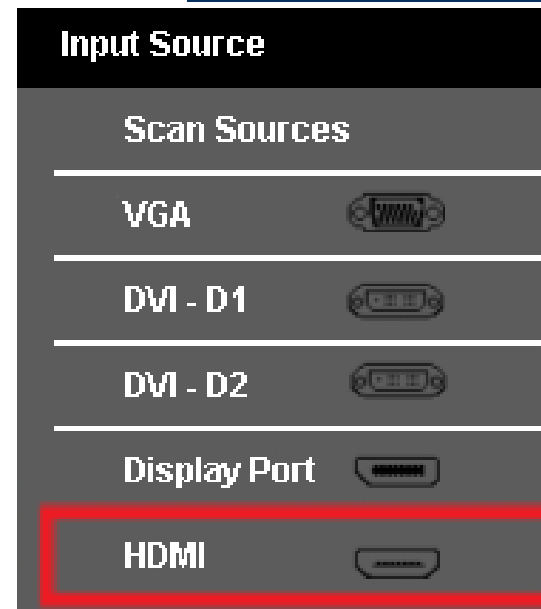 Input Source
Scan Sources
VGA
DVI - D1
DVI - D2
Display Port
HDMI